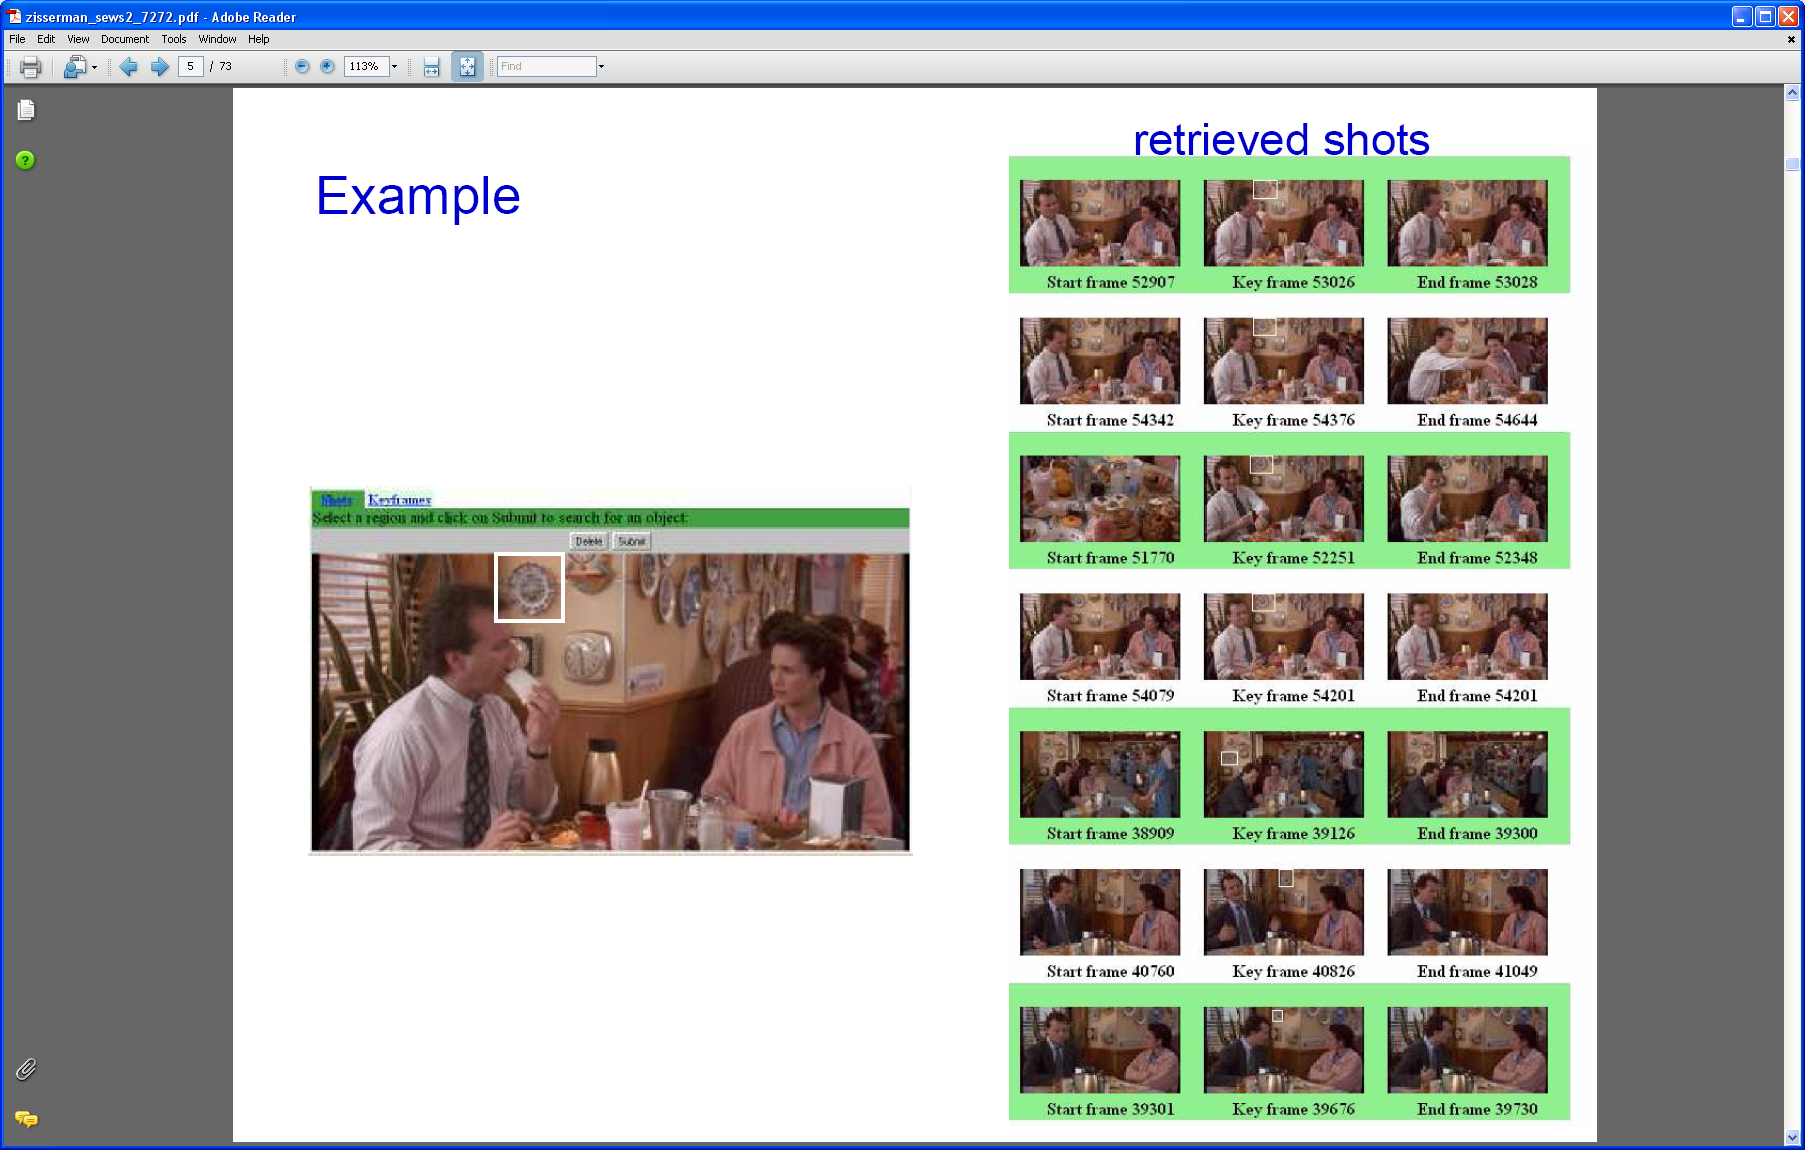 zisserman_sews2_7272.pdf - Adobe Reader
File Edit View Document Tools Window Help
5 / 73 113% Find
retrieved shots
Example
Start frame 52907 Key frame 53026 End frame 53028
Start frame 54342 Key frame 54376 End frame 54644
Start frame 51770 Key frame 52251 End frame 52348
Shots Keyframes
Select a region and click on Submit to search for an object:
Delete Submit
Start frame 54079 Key frame 54201 End frame 54201
Start frame 38909 Key frame 39126 End frame 39300
Start frame 40760 Key frame 40826 End frame 41049
Start frame 39301 Key frame 39676 End frame 39730